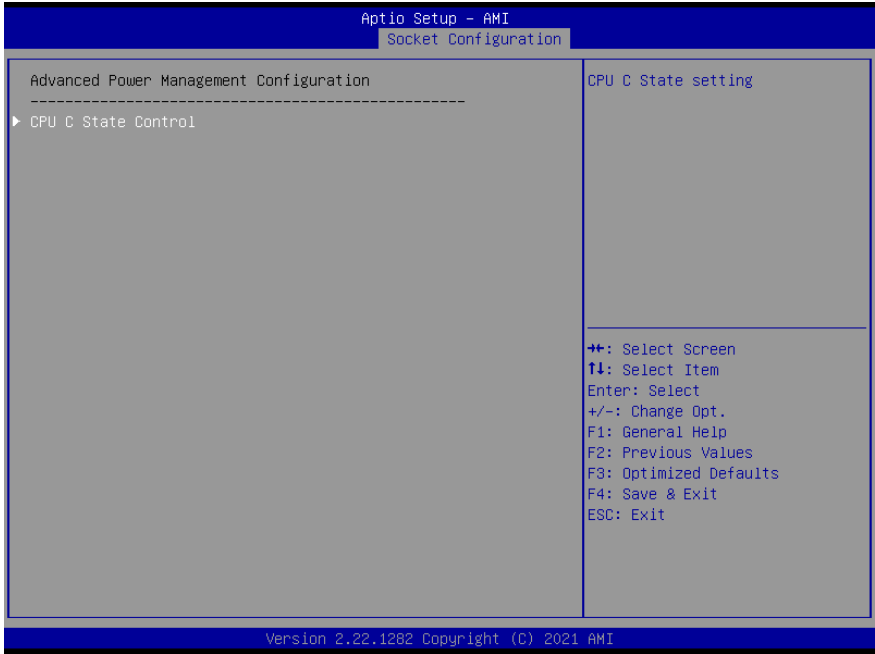 Aptio Setup – AMI
Socket Configuration
Advanced Power Management Configuration
--------------------------------------------------
▶ CPU C State Control
CPU C State setting
→←: Select Screen
↑↓: Select Item
Enter: Select
+/-: Change Opt.
F1: General Help
F2: Previous Values
F3: Optimized Defaults
F4: Save & Exit
ESC: Exit
Version 2.22.1282 Copyright (C) 2021 AMI